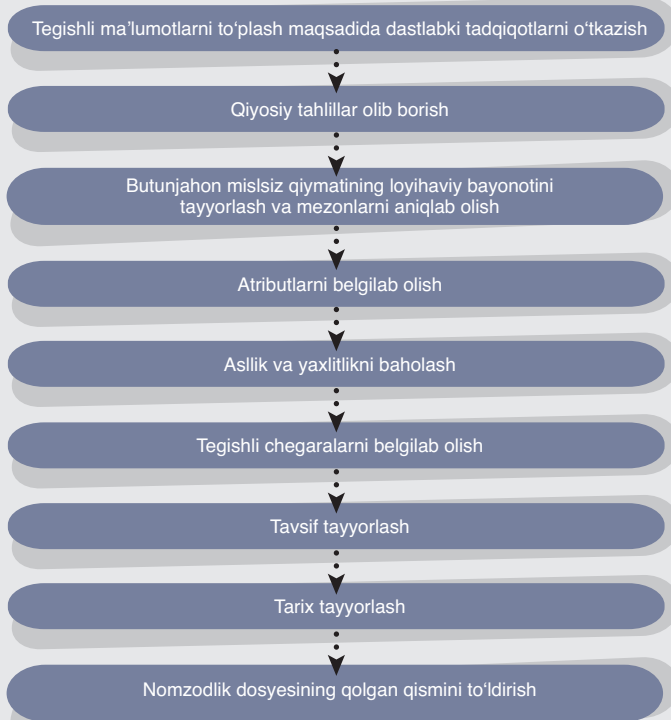 Tegishli ma’lumotlarni to‘plash maqsadida dastlabki tadqiqotlarni o‘tkazish
Qiyosiy tahlillar olib borish
Butunjahon mislsiz qiymatining loyihaviy bayonotini
tayyorlash va mezonlarni aniqlab olish
Atributlarni belgilab olish
Asllik va yaxlitlikni baholash
Tegishli chegaralarni belgilab olish
Tavsif tayyorlash
Tarix tayyorlash
Nomzodlik dosyesining qolgan qismini to‘ldirish